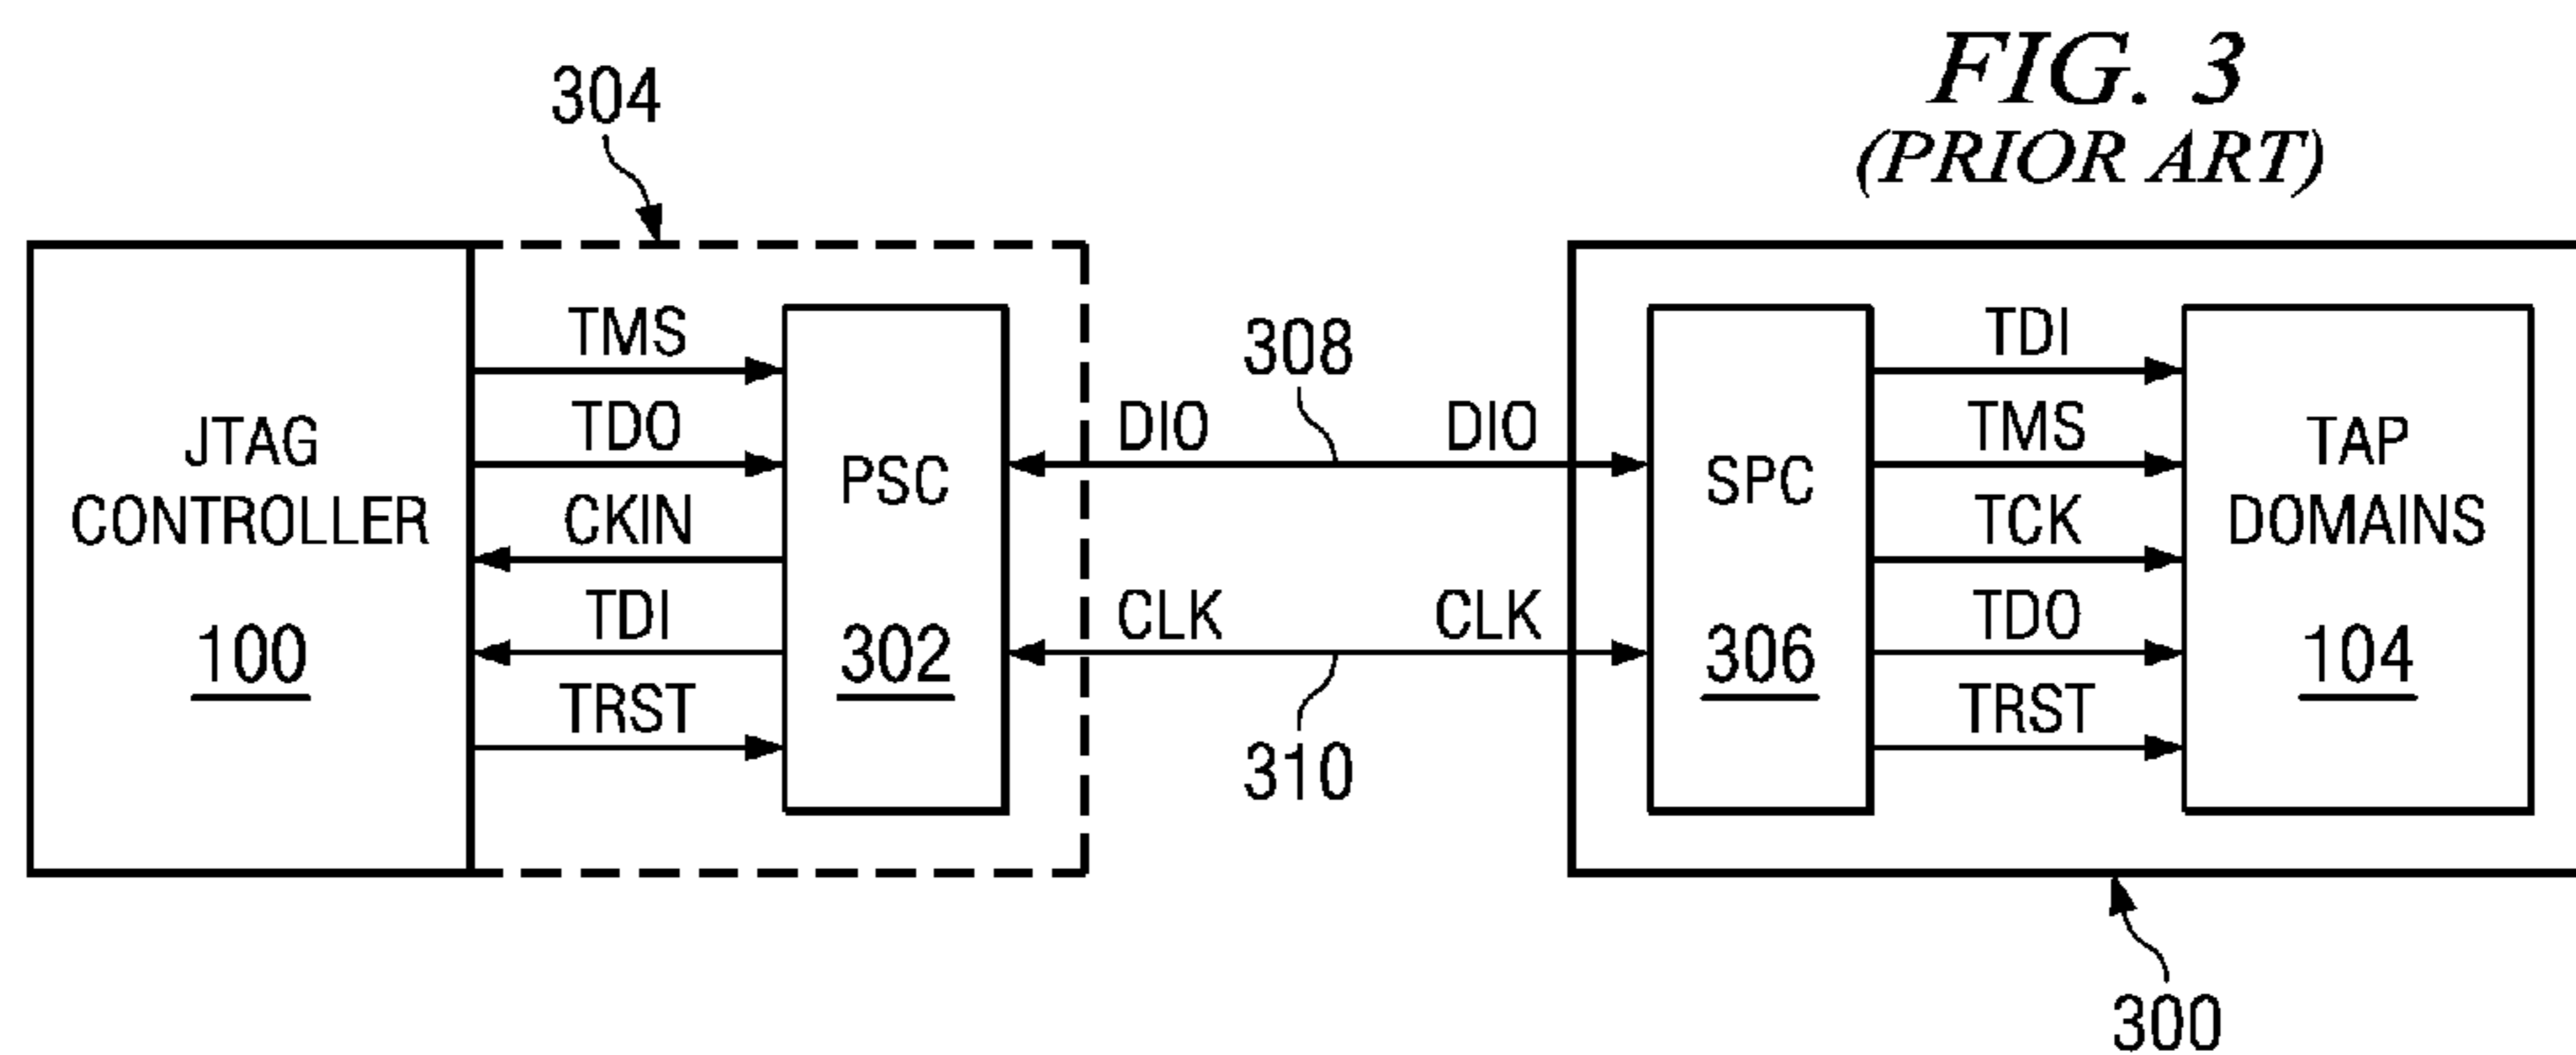 FIG. 3
(PRIOR ART)
304
JTAG
CONTROLLER
100
TMS
TDO
CKIN
TDI
TRST
PSC
302
308
DIO
DIO
CLK
CLK
310
SPC
306
TDI
TMS
TCK
TDO
TRST
TAP
DOMAINS
104
300